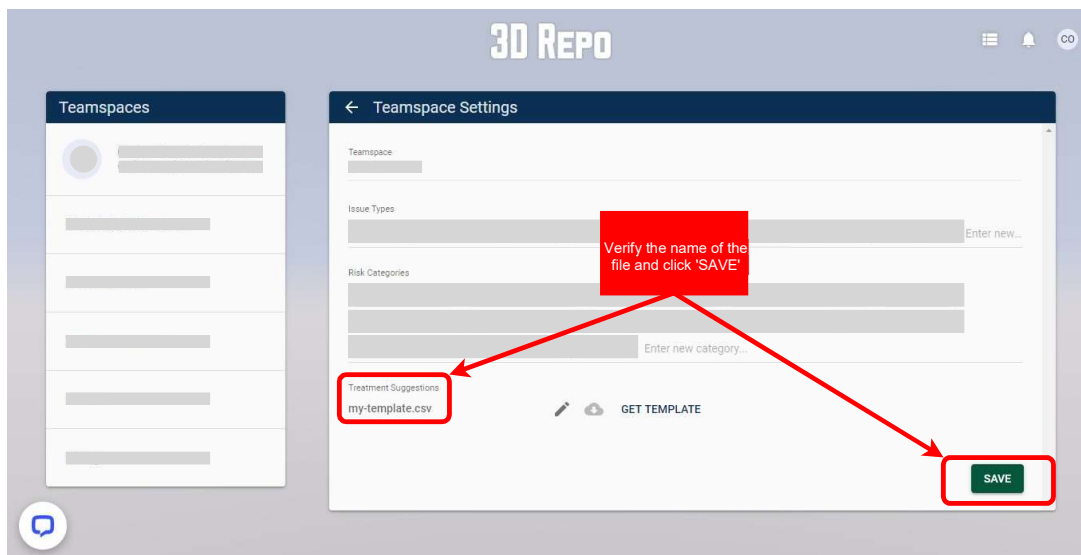 3D REPO
CO
Teamspaces
← Teamspace Settings
Teamspace
Issue Types
Enter new...
Verify the name of the
file and click 'SAVE'
Risk Categories
Enter new category...
Treatment Suggestions
my-template.csv
GET TEMPLATE
SAVE